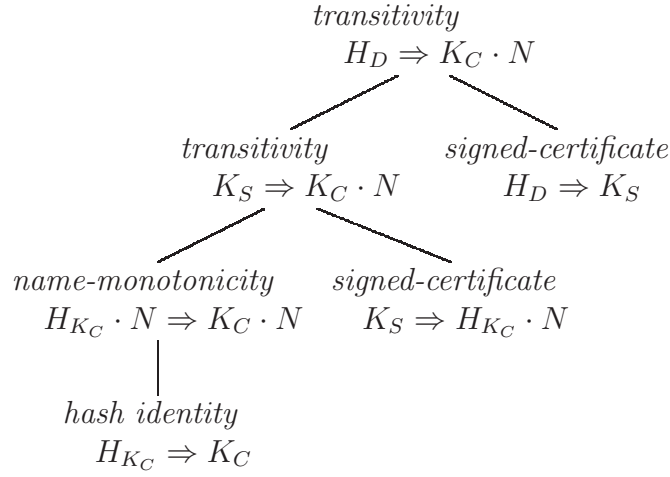 transitivity
H_D ⇒ K_C · N
transitivity signed-certificate
K_S ⇒ K_C · N H_D ⇒ K_S
name-monotonicity signed-certificate
H_{K_C} · N ⇒ K_C · N K_S ⇒ H_{K_C} · N
hash identity
H_{K_C} ⇒ K_C